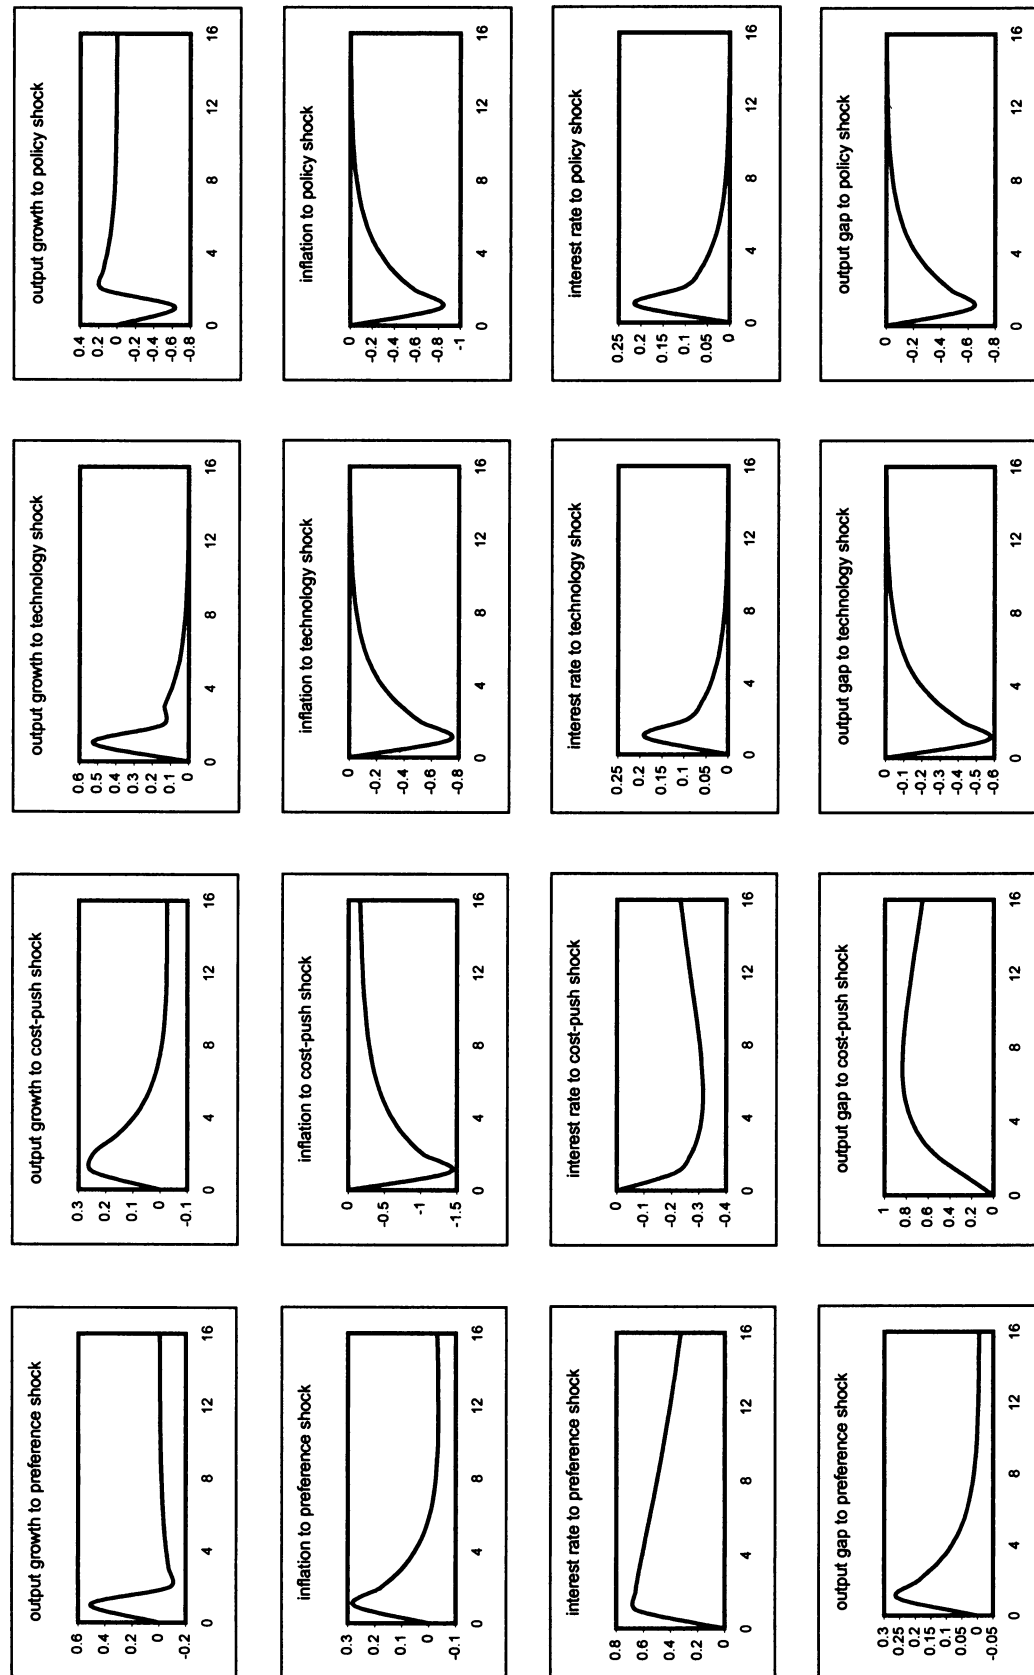 output growth to preference shock
0.6
0.4
0.2
0
-0.2
0 4 8 12 16
output growth to cost-push shock
0.3
0.2
0.1
0
-0.1
0 4 8 12 16
output growth to technology shock
0.6
0.5
0.4
0.3
0.2
0.1
0
0 4 8 12 16
output growth to policy shock
0.4
0.2
0
-0.2
-0.4
-0.6
-0.8
0 4 8 12 16
inflation to preference shock
0.3
0.2
0.1
0
-0.1
0 4 8 12 16
inflation to cost-push shock
0
-0.5
-1
-1.5
0 4 8 12 16
inflation to technology shock
0
-0.2
-0.4
-0.6
-0.8
0 4 8 12 16
inflation to policy shock
0
-0.2
-0.4
-0.6
-0.8
-1
0 4 8 12 16
interest rate to preference shock
0.8
0.6
0.4
0.2
0
0 4 8 12 16
interest rate to cost-push shock
0
-0.1
-0.2
-0.3
-0.4
0 4 8 12 16
interest rate to technology shock
0.25
0.2
0.15
0.1
0.05
0
0 4 8 12 16
interest rate to policy shock
0.25
0.2
0.15
0.1
0.05
0
0 4 8 12 16
output gap to preference shock
0.3
0.25
0.2
0.15
0.1
0.05
0
-0.05
0 4 8 12 16
output gap to cost-push shock
1
0.8
0.6
0.4
0.2
0
0 4 8 12 16
output gap to technology shock
0
-0.1
-0.2
-0.3
-0.4
-0.5
-0.6
0 4 8 12 16
output gap to policy shock
0
-0.2
-0.4
-0.6
-0.8
0 4 8 12 16